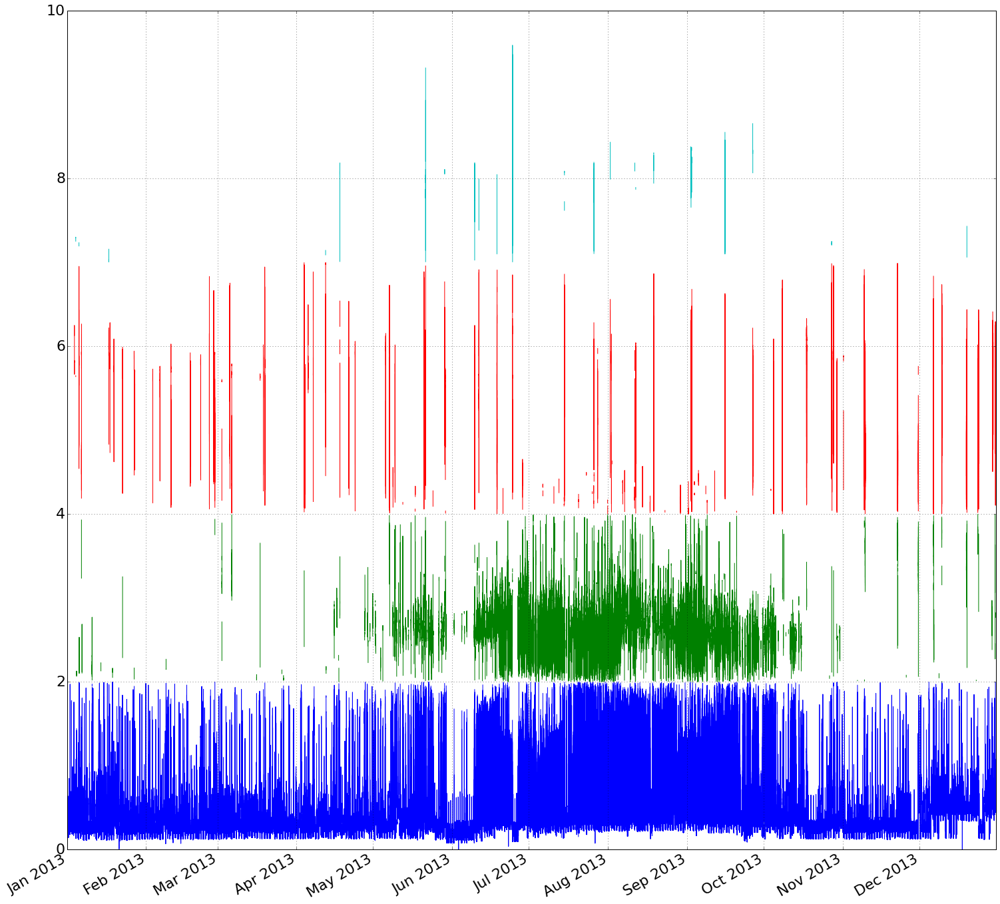 10
8
6
4
2
0
Jan 2013
Feb 2013
Mar 2013
Apr 2013
May 2013
Jun 2013
Jul 2013
Aug 2013
Sep 2013
Oct 2013
Nov 2013
Dec 2013